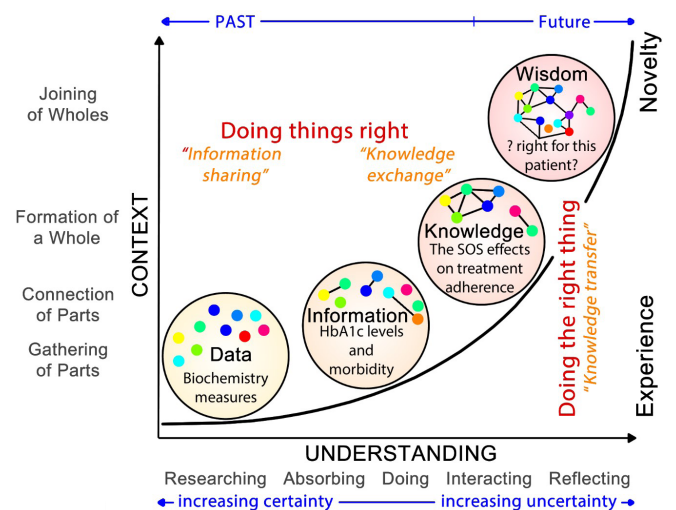 PAST
Future
Joining
of Wholes
Formation of
a Whole
Connection
of Parts
Gathering
of Parts
CONTEXT
Doing things right
"Information
sharing"
"Knowledge
exchange"
Wisdom
? right for this
patient?
Knowledge
The SOS effects
on treatment
adherence
Information
HbA1c levels
and
morbidity
Data
Biochemistry
measures
Doing the right thing
"Knowledge transfer"
Novelty
Experience
UNDERSTANDING
Researching Absorbing Doing Interacting Reflecting
increasing certainty increasing uncertainty